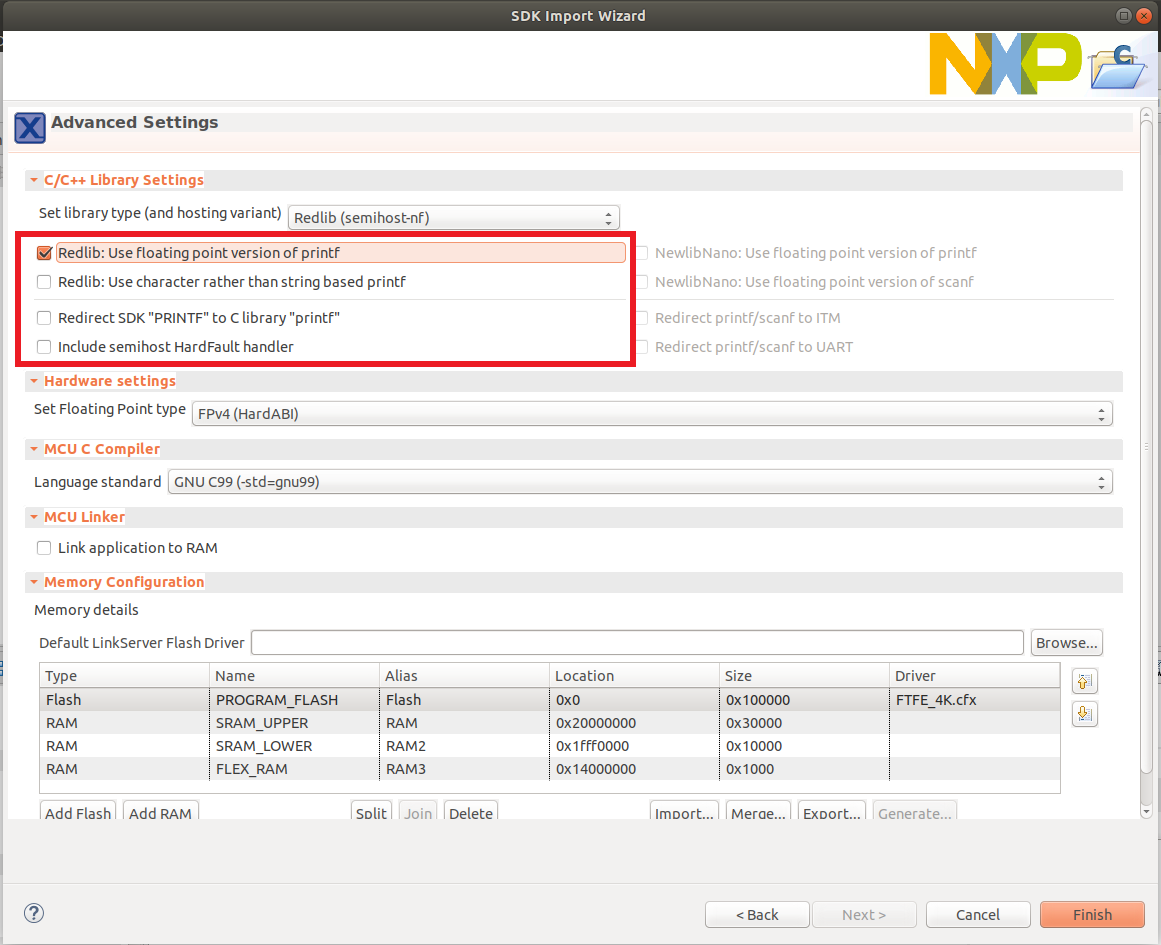 SDK Import Wizard
NXP
C
X Advanced Settings
C/C++ Library Settings
Set library type (and hosting variant) Redlib (semihost-nf)
Redlib: Use floating point version of printf NewlibNano: Use floating point version of printf
Redlib: Use character rather than string based printf NewlibNano: Use floating point version of scanf
Redirect SDK "PRINTF" to C library "printf" Redirect printf/scanf to ITM
Include semihost HardFault handler Redirect printf/scanf to UART
Hardware settings
Set Floating Point type FPv4 (HardABI)
MCU C Compiler
Language standard GNU C99 (-std=gnu99)
MCU Linker
Link application to RAM
Memory Configuration
Memory details
Default LinkServer Flash Driver Browse...
Type Name Alias Location Size Driver
Flash PROGRAM_FLASH Flash 0x0 0x100000 FTFE_4K.cfx
RAM SRAM_UPPER RAM 0x20000000 0x30000
RAM SRAM_LOWER RAM2 0x1fff0000 0x10000
RAM FLEX_RAM RAM3 0x14000000 0x1000
Add Flash Add RAM Split Join Delete Import... Merge... Export... Generate...
? < Back Next > Cancel Finish